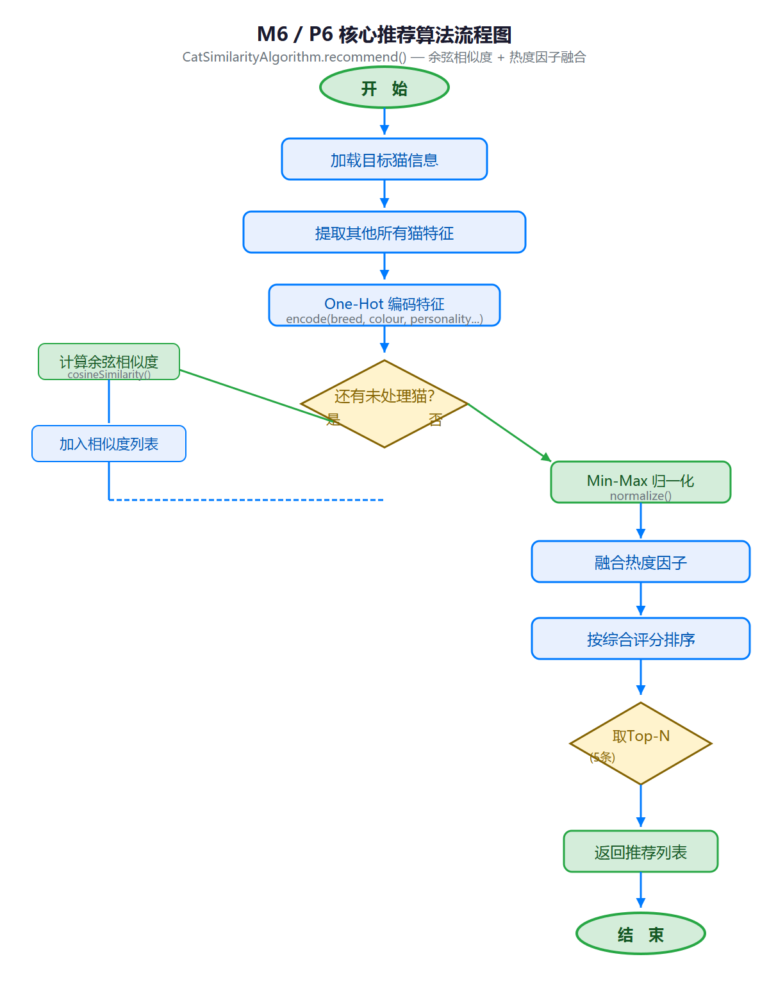 M6 / P6 核心推荐算法流程图
CatSimilarityAlgorithm.recommend() — 余弦相似度 + 热度因子融合
开 始
加载目标猫信息
提取其他所有猫特征
One-Hot 编码特征
encode(breed, colour, personality...)
计算余弦相似度
cosineSimilarity()
还有未处理猫?
是
否
加入相似度列表
Min-Max 归一化
normalize()
融合热度因子
按综合评分排序
取Top-N
(5条)
返回推荐列表
结 束